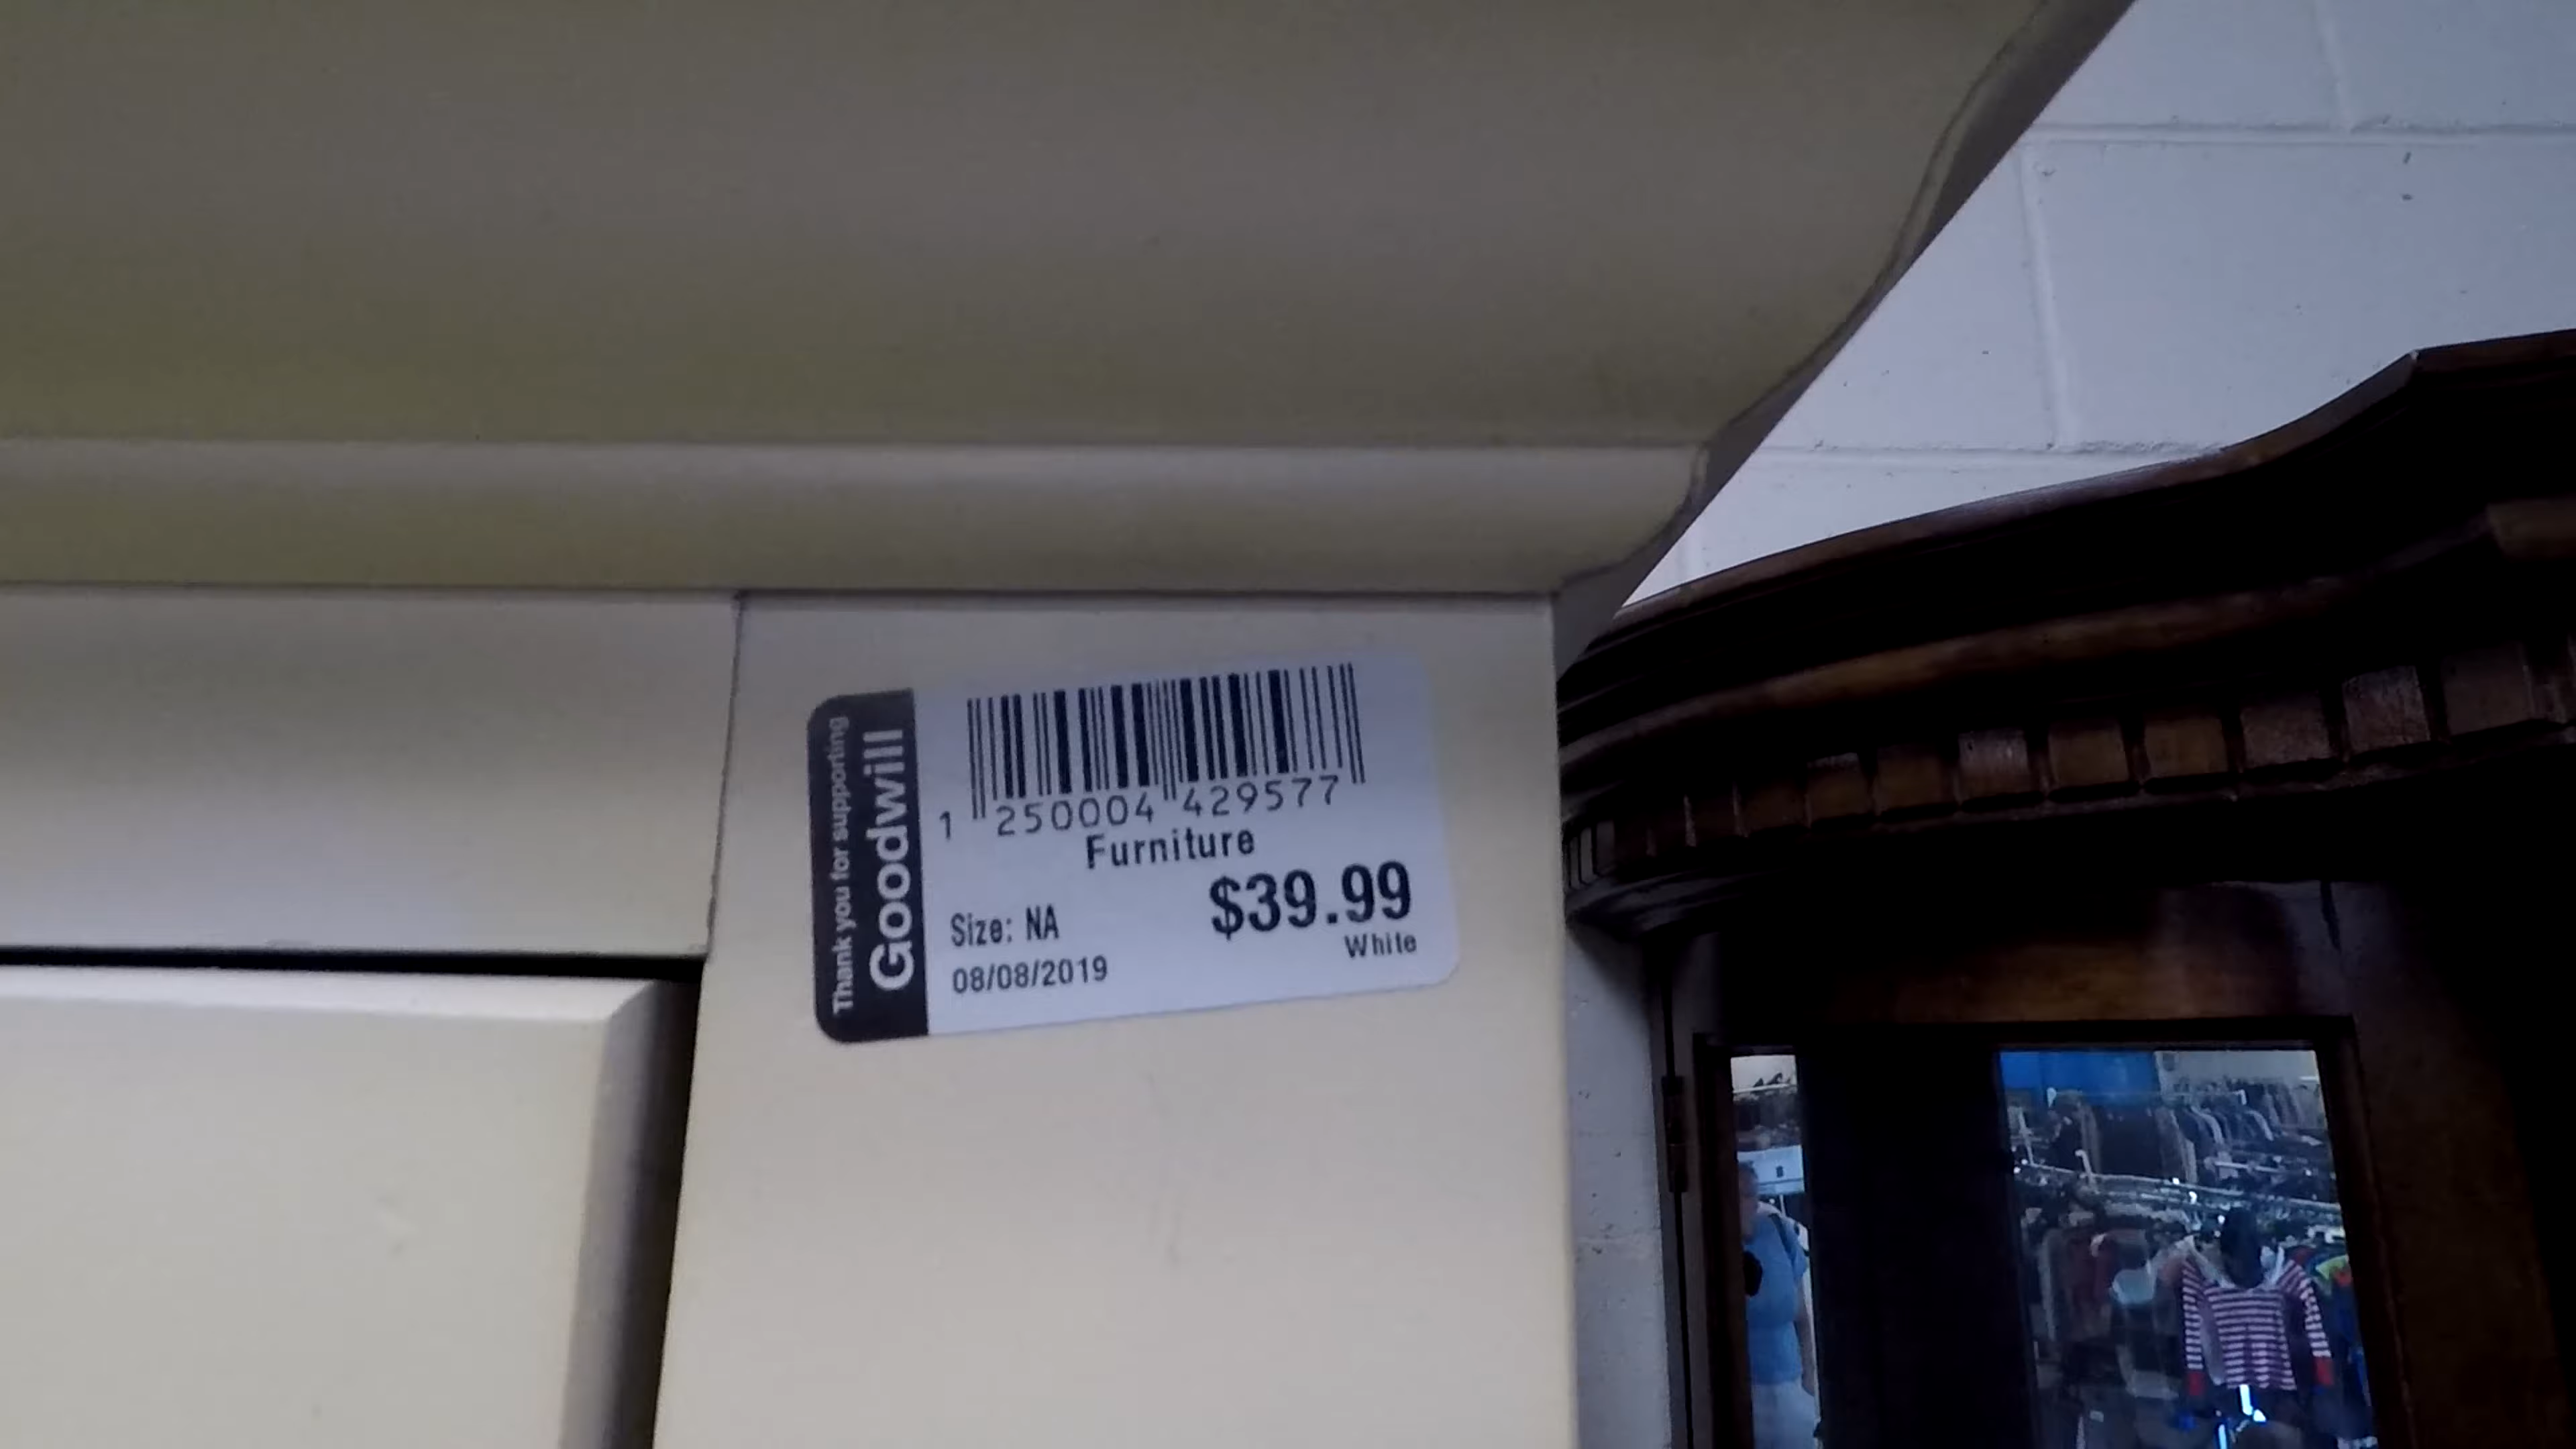 Thank you for supporting
Goodwill
1 250004 429577
Furniture
$39.99
Size: NA
White
08/08/2019